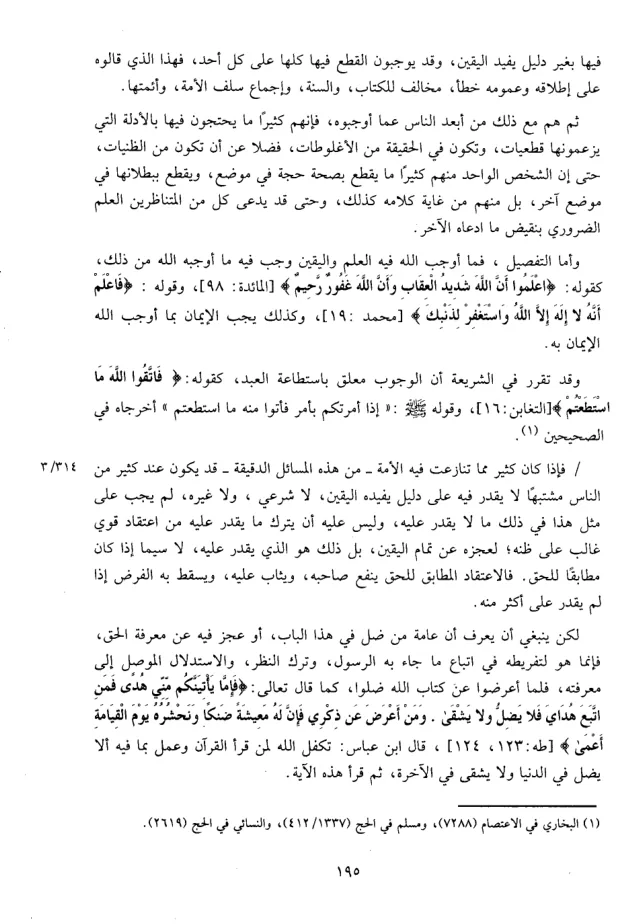 فيها بغير دليل يفيد اليقين، وقد يوجبون القطع فيها كلها على كل أحد، فهذا الذي قالوه
على إطلاقه وعمومه خطأ، مخالف للكتاب، والسنة، وإجماع سلف الأمة، وأئمتها.
ثم هم مع ذلك من أبعد الناس عما أوجبوه، فإنهم كثيرًا ما يحتجون فيها بالأدلة التي
يزعمونها قطعيات، وتكون في الحقيقة من الأغلوطات، فضلا عن أن تكون من الظنيات،
حتى إن الشخص الواحد منهم كثيرًا ما يقطع بصحة حجة في موضع، ويقطع ببطلانها في
موضع آخر، بل منهم من غاية كلامه كذلك، وحتى قد يدعى كل من المتناظرين العلم
الضروري بنقيض ما ادعاه الآخر.
وأما التفصيل ، فما أوجب الله فيه العلم واليقين وجب فيه ما أوجبه الله من ذلك،
كقوله: ﴿اعْلَمُوا أَنَّ اللَّهَ شَدِيدُ الْعِقَابِ وَأَنَّ اللَّهَ غَفُورٌ رَّحِيمٌ﴾ [المائدة: ٩٨]، وقوله : ﴿فَاعْلَمْ
أَنَّهُ لا إِلَهَ إِلاَّ اللَّهُ وَاسْتَغْفِرْ لِذَنْبِكَ ﴾ [محمد :١٩]، وكذلك يجب الإيمان بما أوجب الله
الإيمان به.
وقد تقرر في الشريعة أن الوجوب معلق باستطاعة العبد، كقوله:﴿ فَاتَّقُوا اللَّهَ مَا
اسْتَطَعْتُمْ ﴾[التغابن:١٦]، وقوله ﷺ :« إذا أمرتكم بأمر فأتوا منه ما استطعتم » أخرجاه في
الصحيحين (١).
/ فإذا كان كثير مما تنازعت فيه الأمة ـ من هذه المسائل الدقيقة ـ قد يكون عند كثير من ٣/٣١٤
الناس مشتبهًا لا يقدر فيه على دليل يفيده اليقين، لا شرعي ، ولا غيره، لم يجب على
مثل هذا في ذلك ما لا يقدر عليه، وليس عليه أن يترك ما يقدر عليه من اعتقاد قوي
غالب على ظنه؛ لعجزه عن تمام اليقين، بل ذلك هو الذي يقدر عليه، لا سيما إذا كان
مطابقًا للحق. فالاعتقاد المطابق للحق ينفع صاحبه، ويثاب عليه، ويسقط به الفرض إذا
لم يقدر على أكثر منه.
لكن ينبغي أن يعرف أن عامة من ضل في هذا الباب، أو عجز فيه عن معرفة الحق،
فإنما هو لتفريطه في اتباع ما جاء به الرسول، وترك النظر، والاستدلال الموصل إلى
معرفته، فلما أعرضوا عن كتاب الله ضلوا، كما قال تعالى: ﴿فَإِمَّا يَأْتِيَنَّكُم مِّنِّي هُدًى فَمَنِ
اتَّبَعَ هُدَايَ فَلا يَضِلُّ وَلا يَشْقَىٰ . وَمَنْ أَعْرَضَ عَن ذِكْرِي فَإِنَّ لَهُ مَعِيشَةً ضَنكًا وَنَحْشُرُهُ يَوْمَ الْقِيَامَةِ
أَعْمَىٰ ﴾ [طه: ١٢٣، ١٢٤] ، قال ابن عباس: تكفل الله لمن قرأ القرآن وعمل بما فيه ألا
يضل في الدنيا ولا يشقى في الآخرة، ثم قرأ هذه الآية.
(١) البخاري في الاعتصام (٧٢٨٨)، ومسلم في الحج (٤١٢/١٣٣٧)، والنسائي في الحج (٢٦١٩).
١٩٥